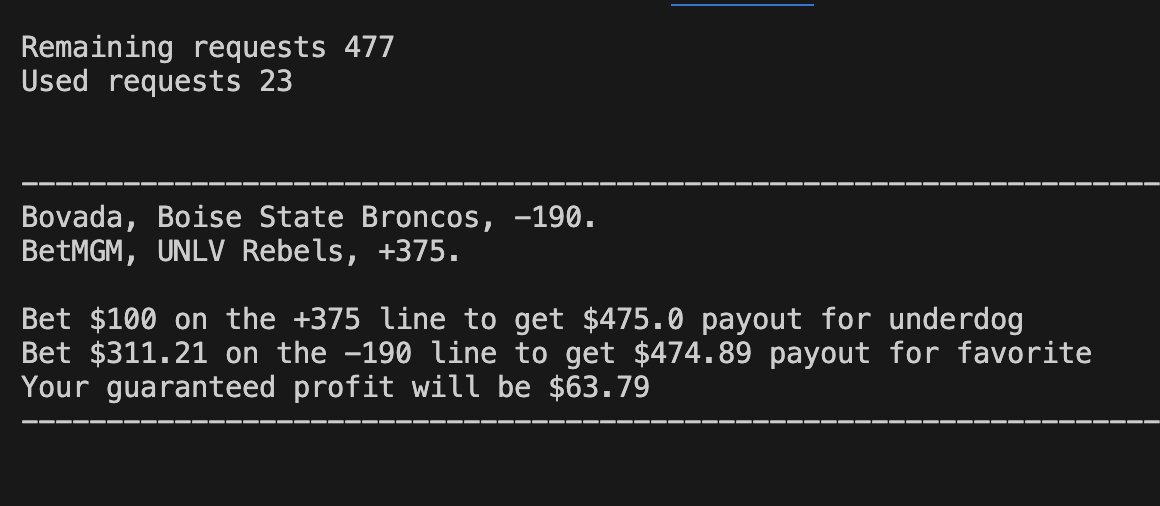 Remaining requests 477
Used requests 23
-------------------------------------------------------------------
Bovada, Boise State Broncos, -190.
BetMGM, UNLV Rebels, +375.
Bet $100 on the +375 line to get $475.0 payout for underdog
Bet $311.21 on the -190 line to get $474.89 payout for favorite
Your guaranteed profit will be $63.79
-------------------------------------------------------------------